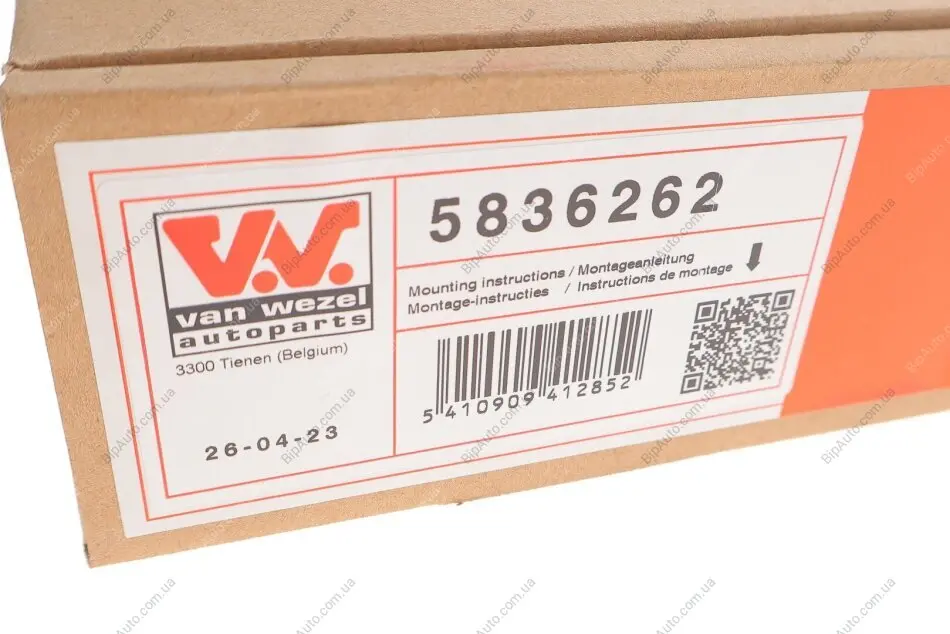 5836262
V.W.
van wezel
autoparts
3300 Tienen (Belgium)
26-04-23
Mounting instructions / Montageanleitung
Montage-instructies / Instructions de montage
5 410909 412852
BipAuto.com.ua